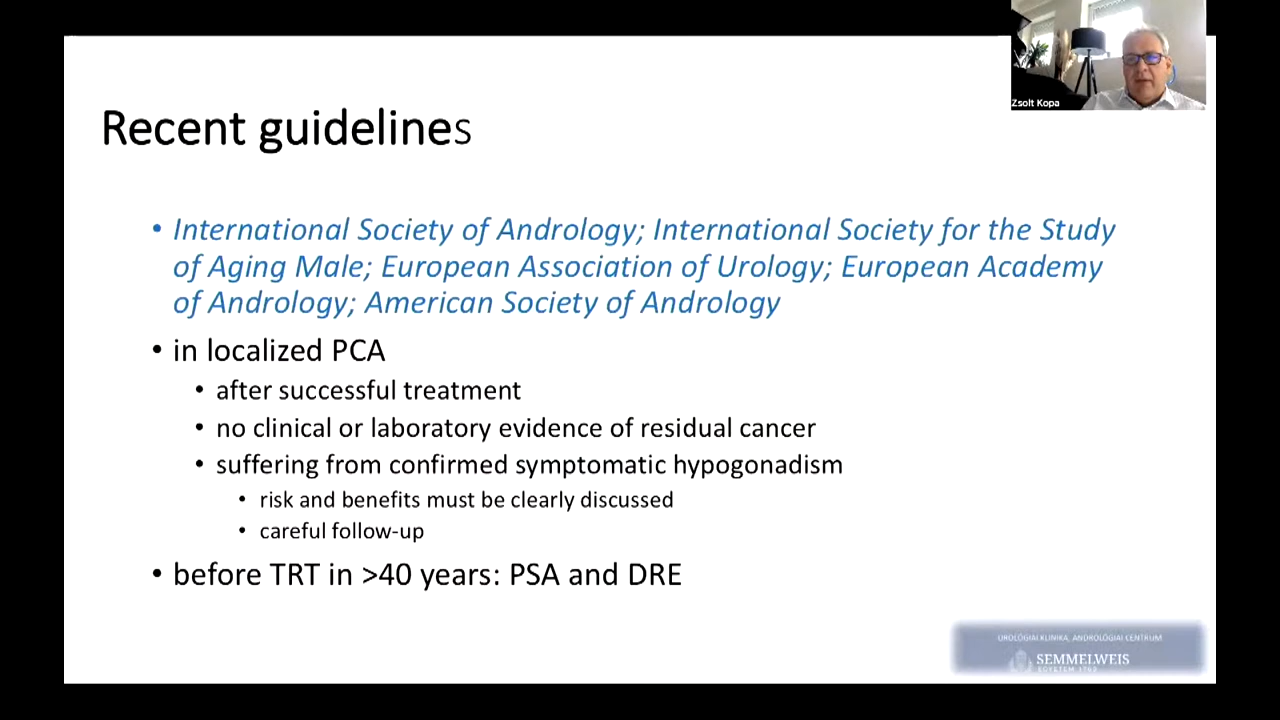 Zsolt Kopa
Recent guidelines
• International Society of Andrology; International Society for the Study
of Aging Male; European Association of Urology; European Academy
of Andrology; American Society of Andrology
• in localized PCA
• after successful treatment
• no clinical or laboratory evidence of residual cancer
• suffering from confirmed symptomatic hypogonadism
• risk and benefits must be clearly discussed
• careful follow-up
• before TRT in >40 years: PSA and DRE
UROLÓGIAI KLINIKA, ANDROLÓGIAI CENTRUM
SEMMELWEIS
EGYETEM 1769